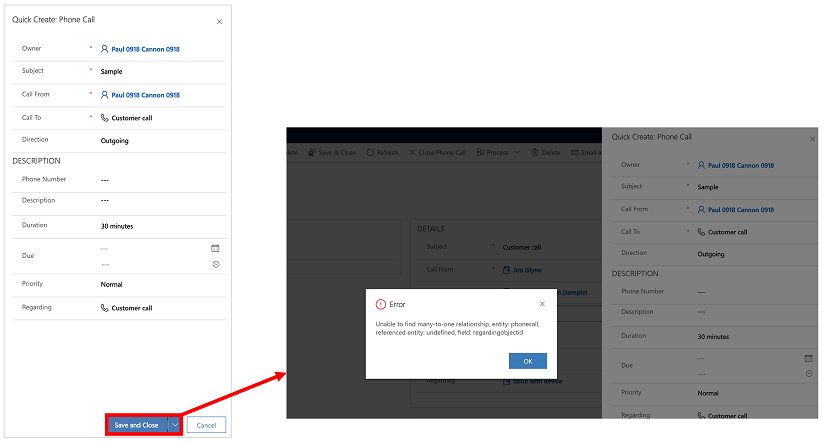 Quick Create: Phone Call
Owner * Paul 0918 Cannon 0918
Subject * Sample
Call From * Paul 0918 Cannon 0918
Call To * Customer call
Direction Outgoing
DESCRIPTION
Phone Number ---
Description ---
Duration 30 minutes
Due ---
---
Priority Normal
Regarding Customer call
Save and Close Cancel
Save & Close Refresh Close Phone Call Process Delete Email a
DETAILS
Subject * Customer call
Call From * Jim Glynn
(sample)
Regarding Issue with device
Error
Unable to find many-to-one relationship, entity: phonecall,
referenced entity: undefined, field: regardingobjectid
OK
Quick Create: Phone Call
Owner * Paul 0918 Cannon 0918
Subject * Sample
Call From * Paul 0918 Cannon 0918
Call To * Customer call
Direction Outgoing
DESCRIPTION
Phone Number ---
Description ---
Duration 30 minutes
Due ---
---
Priority Normal
Regarding Customer call